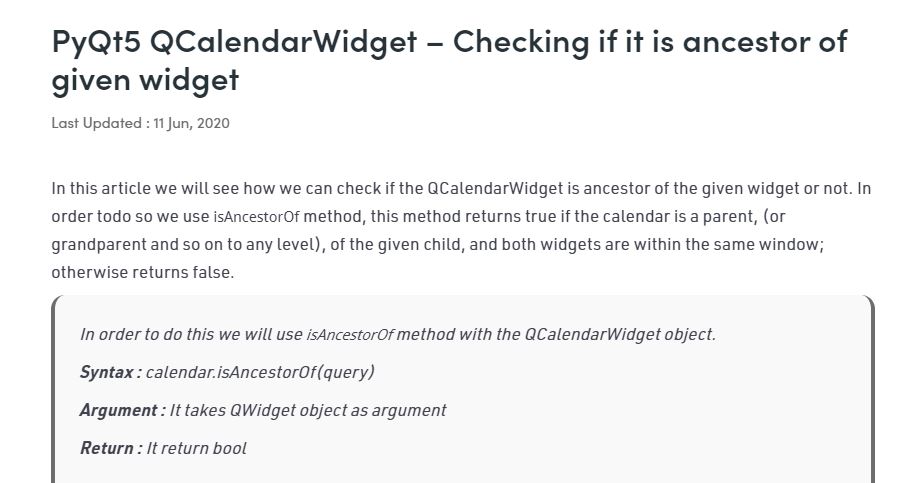 PyQt5 QCalendarWidget – Checking if it is ancestor of
given widget
Last Updated : 11 Jun, 2020
In this article we will see how we can check if the QCalendarWidget is ancestor of the given widget or not. In
order todo so we use isAncestorOf method, this method returns true if the calendar is a parent, (or
grandparent and so on to any level), of the given child, and both widgets are within the same window;
otherwise returns false.
In order to do this we will use isAncestorOf method with the QCalendarWidget object.
Syntax : calendar.isAncestorOf(query)
Argument : It takes QWidget object as argument
Return : It return bool